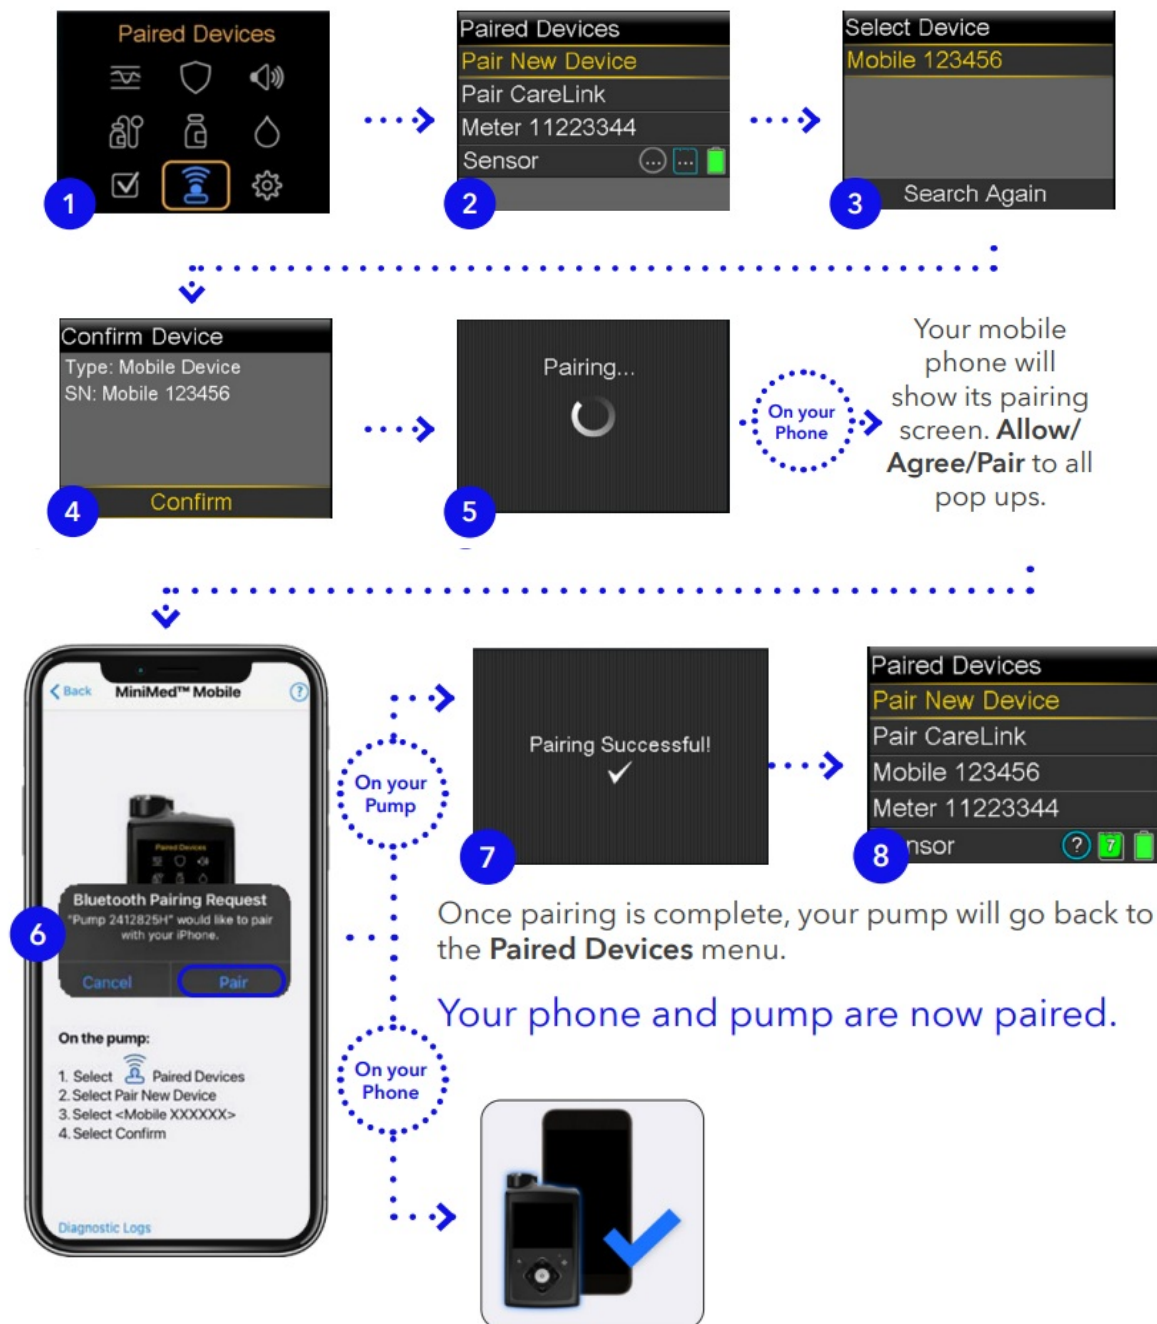 Paired Devices
1
Paired Devices
Pair New Device
Pair CareLink
Meter 11223344
Sensor
2
Select Device
Mobile 123456
Search Again
3
Confirm Device
Type: Mobile Device
SN: Mobile 123456
Confirm
4
Pairing...
5
On your
Phone
Your mobile
phone will
show its pairing
screen. Allow/
Agree/Pair to all
pop ups.
Back
MiniMed™ Mobile
?
Paired Devices
Bluetooth Pairing Request
"Pump 2412825H" would like to pair
with your iPhone.
Cancel
Pair
6
On the pump:
1. Select Paired Devices
2. Select Pair New Device
3. Select <Mobile XXXXXX>
4. Select Confirm
Diagnostic Logs
On your
Pump
Pairing Successful!
7
Paired Devices
Pair New Device
Pair CareLink
Mobile 123456
Meter 11223344
nsor
? 7
8
Once pairing is complete, your pump will go back to
the Paired Devices menu.
Your phone and pump are now paired.
On your
Phone